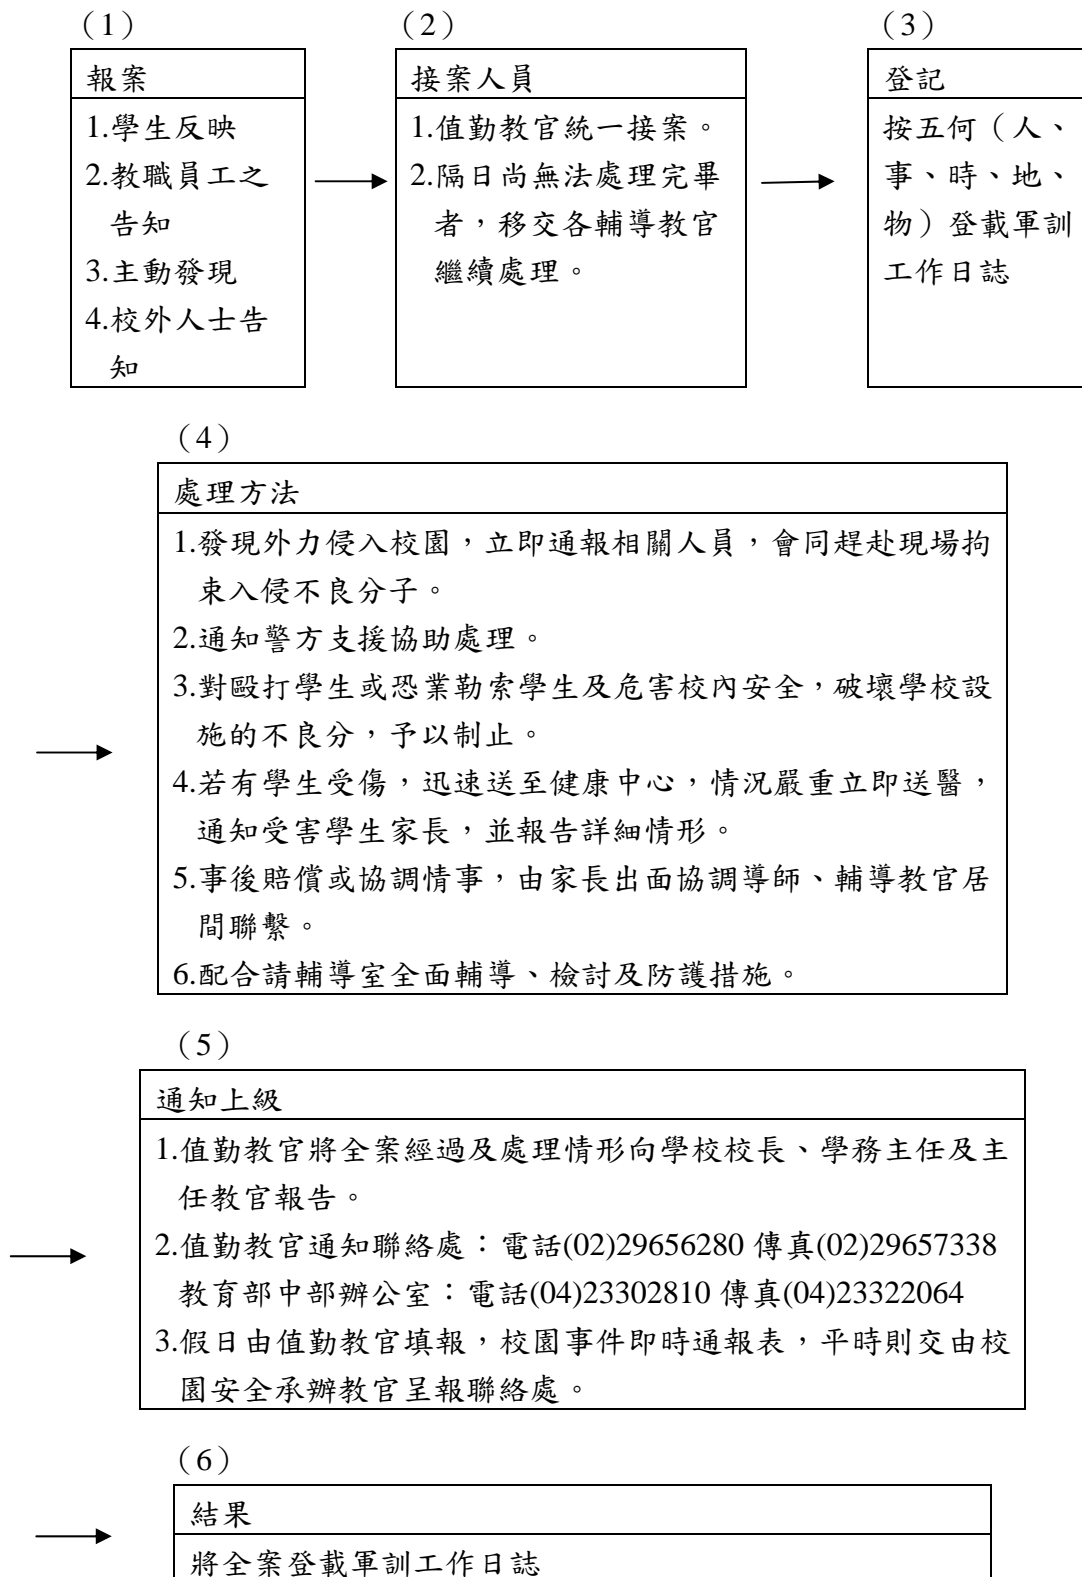 （1）
報案
1.學生反映
2.教職員工之
告知
3.主動發現
4.校外人士告
知
（2）
接案人員
1.值勤教官統一接案。
2.隔日尚無法處理完畢
者，移交各輔導教官
繼續處理。
（3）
登記
按五何（人、
事、時、地、
物）登載軍訓
工作日誌
（4）
處理方法
1.發現外力侵入校園，立即通報相關人員，會同趕赴現場拘
束入侵不良分子。
2.通知警方支援協助處理。
3.對毆打學生或恐業勒索學生及危害校內安全，破壞學校設
施的不良分，予以制止。
4.若有學生受傷，迅速送至健康中心，情況嚴重立即送醫，
通知受害學生家長，並報告詳細情形。
5.事後賠償或協調情事，由家長出面協調導師、輔導教官居
間聯繫。
6.配合請輔導室全面輔導、檢討及防護措施。
（5）
通知上級
1.值勤教官將全案經過及處理情形向學校校長、學務主任及主
任教官報告。
2.值勤教官通知聯絡處：電話(02)29656280 傳真(02)29657338
教育部中部辦公室：電話(04)23302810 傳真(04)23322064
3.假日由值勤教官填報，校園事件即時通報表，平時則交由校
園安全承辦教官呈報聯絡處。
（6）
結果
將全案登載軍訓工作日誌